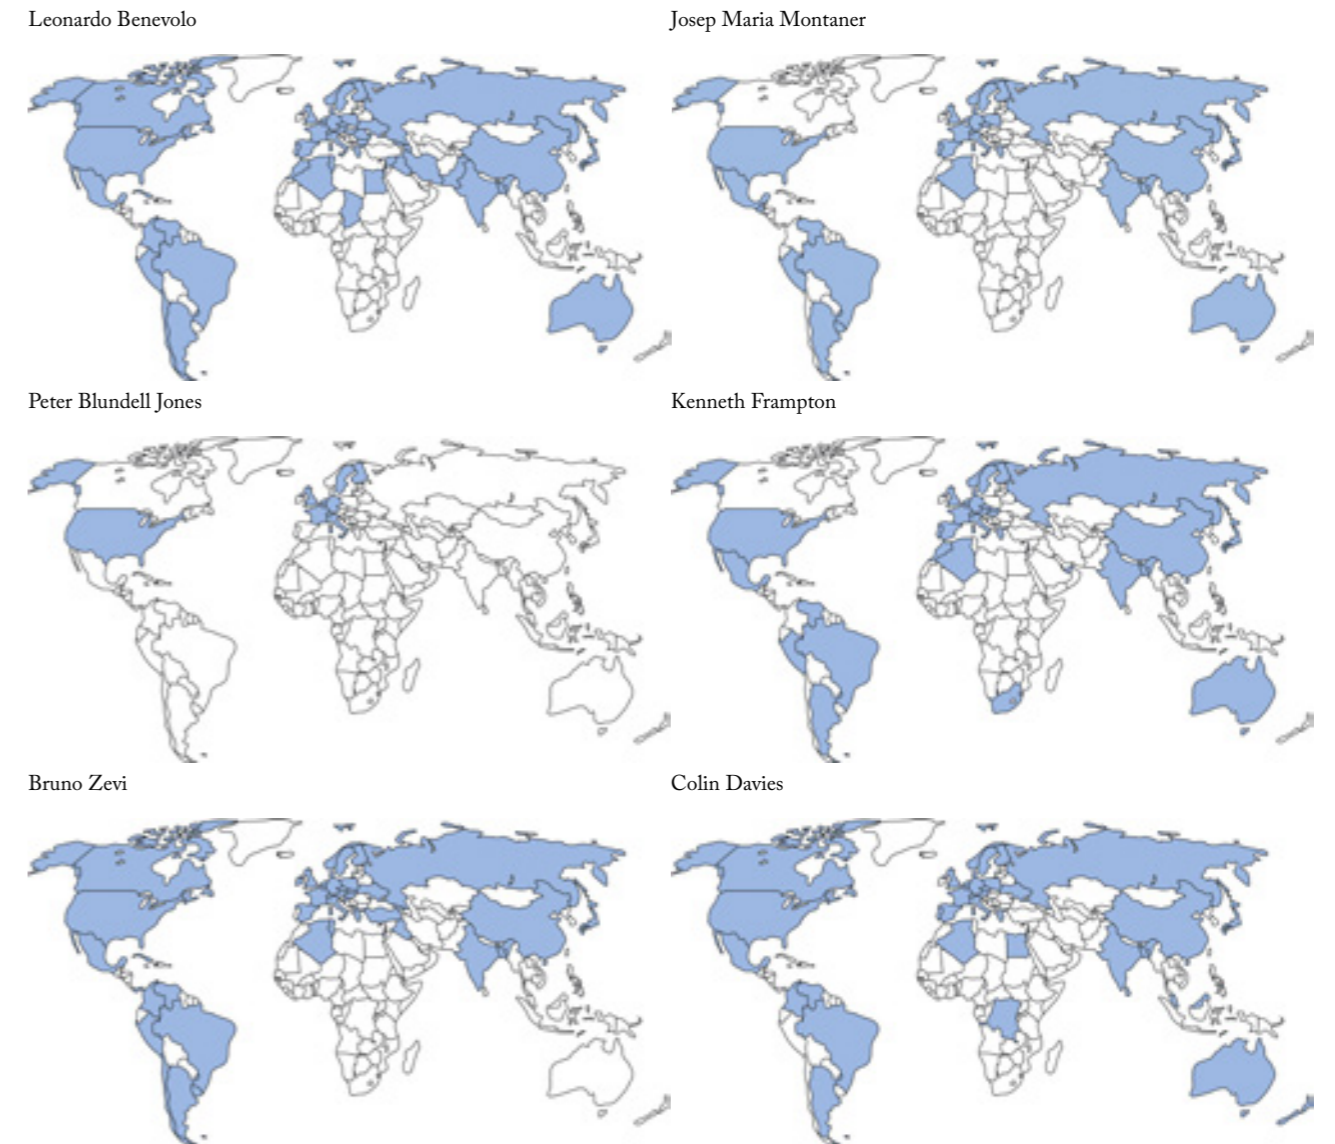 Leonardo Benevolo
Josep Maria Montaner
Peter Blundell Jones
Kenneth Frampton
Bruno Zevi
Colin Davies